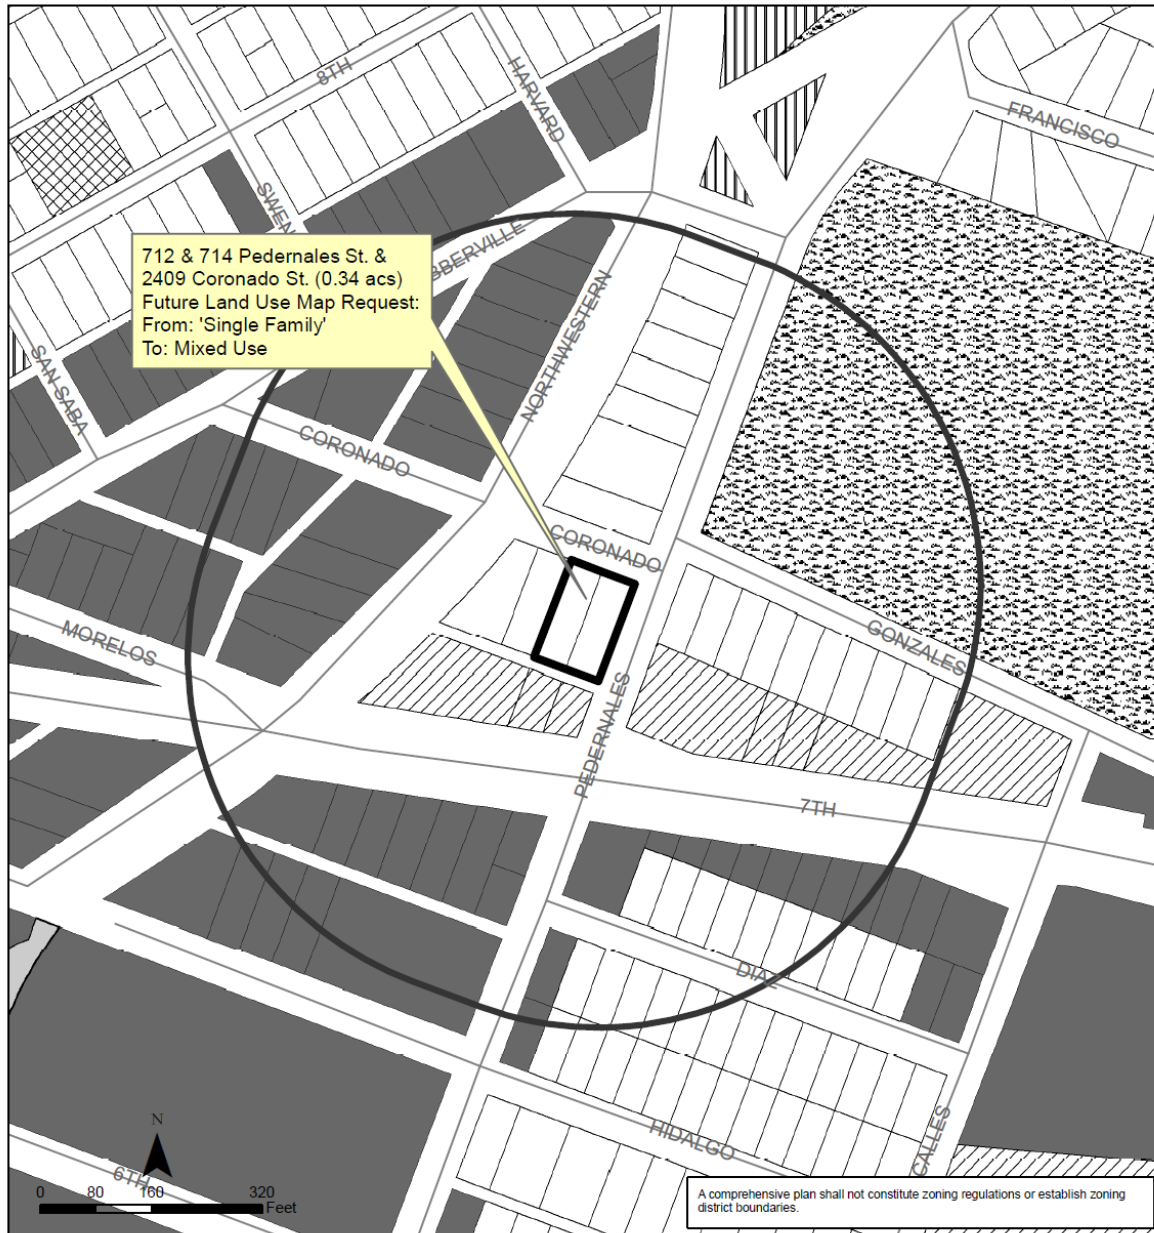 8TH
HARVARD
FRANCISCO
SWEN
712 & 714 Pedernales St. &
2409 Coronado St. (0.34 acs)
Future Land Use Map Request:
From: 'Single Family'
To: Mixed Use
BBERVILLE
NORTHWESTERN
SAN SABA
CORONADO
CORONADO
MORELOS
GONZALES
PEDERNALES
7TH
DIAZ
HIDALGO
CALLES
N
6TH
0 80 160 320
Feet
A comprehensive plan shall not constitute zoning regulations or establish zoning
district boundaries.